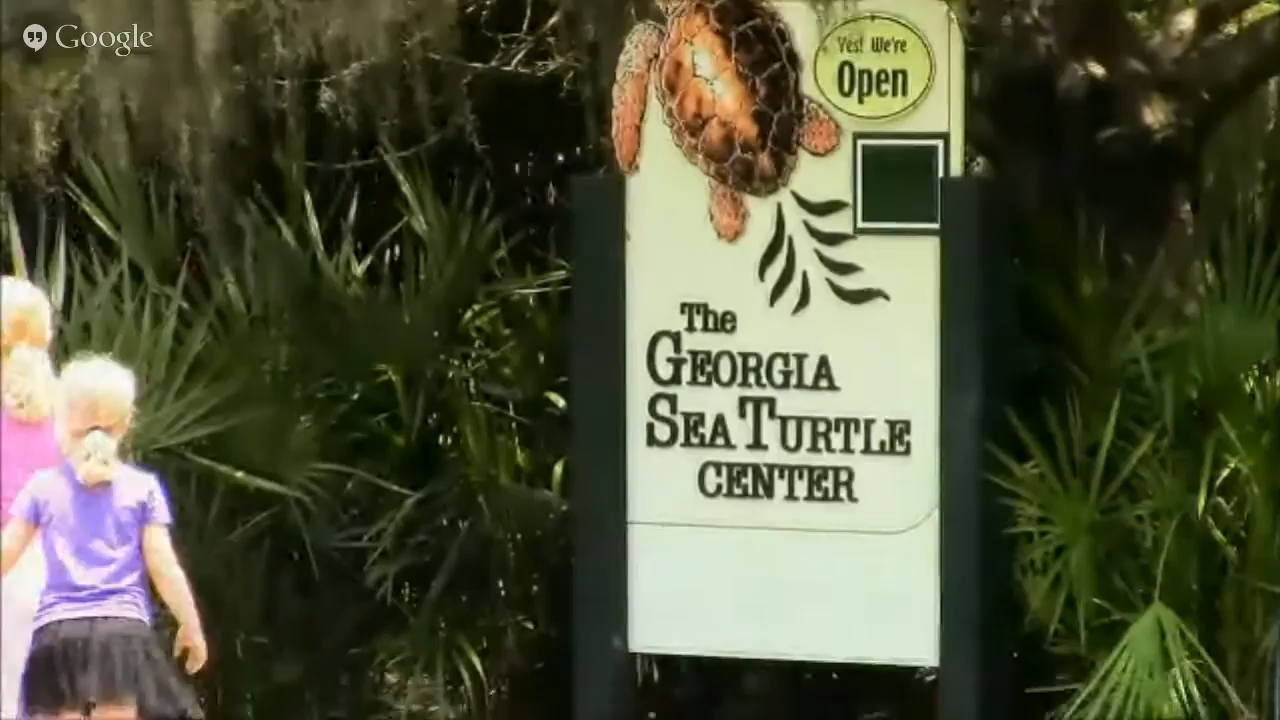 Google
Yes! We're
Open
The
GEORGIA
SEA TURTLE
CENTER